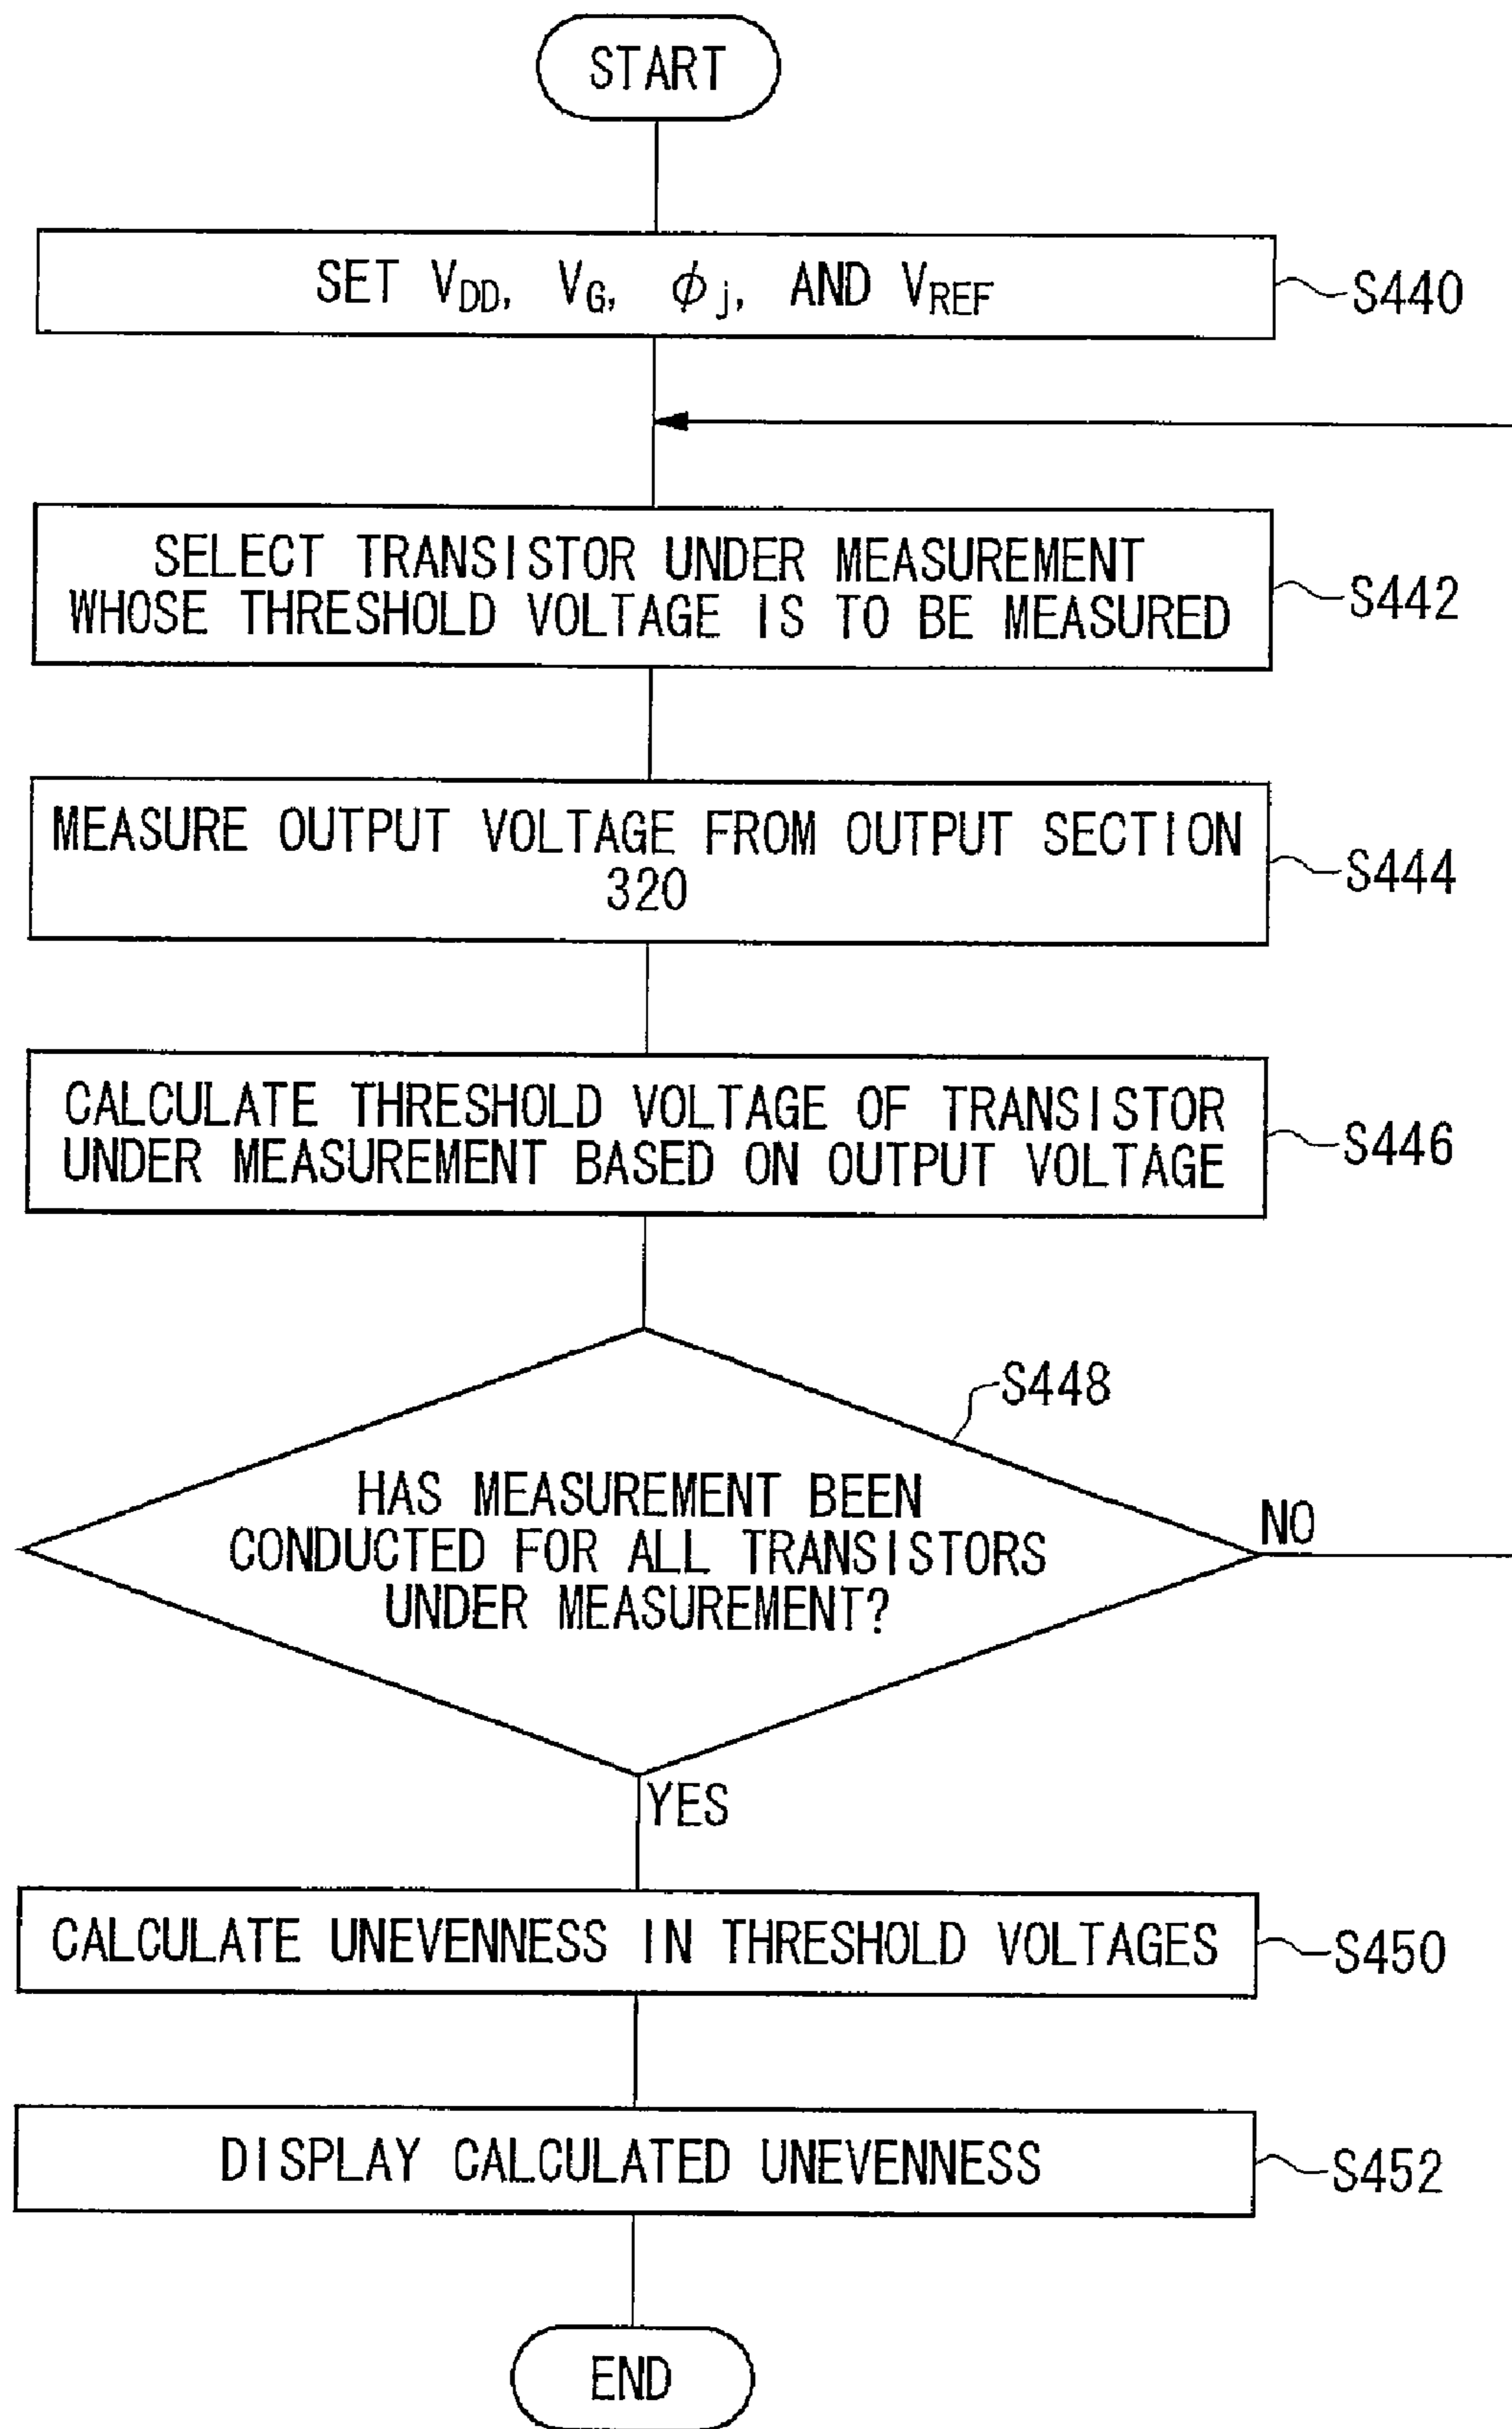 START
SET VDD, VG, ϕj, AND VREF
S440
SELECT TRANSISTOR UNDER MEASUREMENT
WHOSE THRESHOLD VOLTAGE IS TO BE MEASURED
S442
MEASURE OUTPUT VOLTAGE FROM OUTPUT SECTION
320
S444
CALCULATE THRESHOLD VOLTAGE OF TRANSISTOR
UNDER MEASUREMENT BASED ON OUTPUT VOLTAGE
S446
S448
HAS MEASUREMENT BEEN
CONDUCTED FOR ALL TRANSISTORS
UNDER MEASUREMENT?
NO
YES
CALCULATE UNEVENNESS IN THRESHOLD VOLTAGES
S450
DISPLAY CALCULATED UNEVENNESS
S452
END